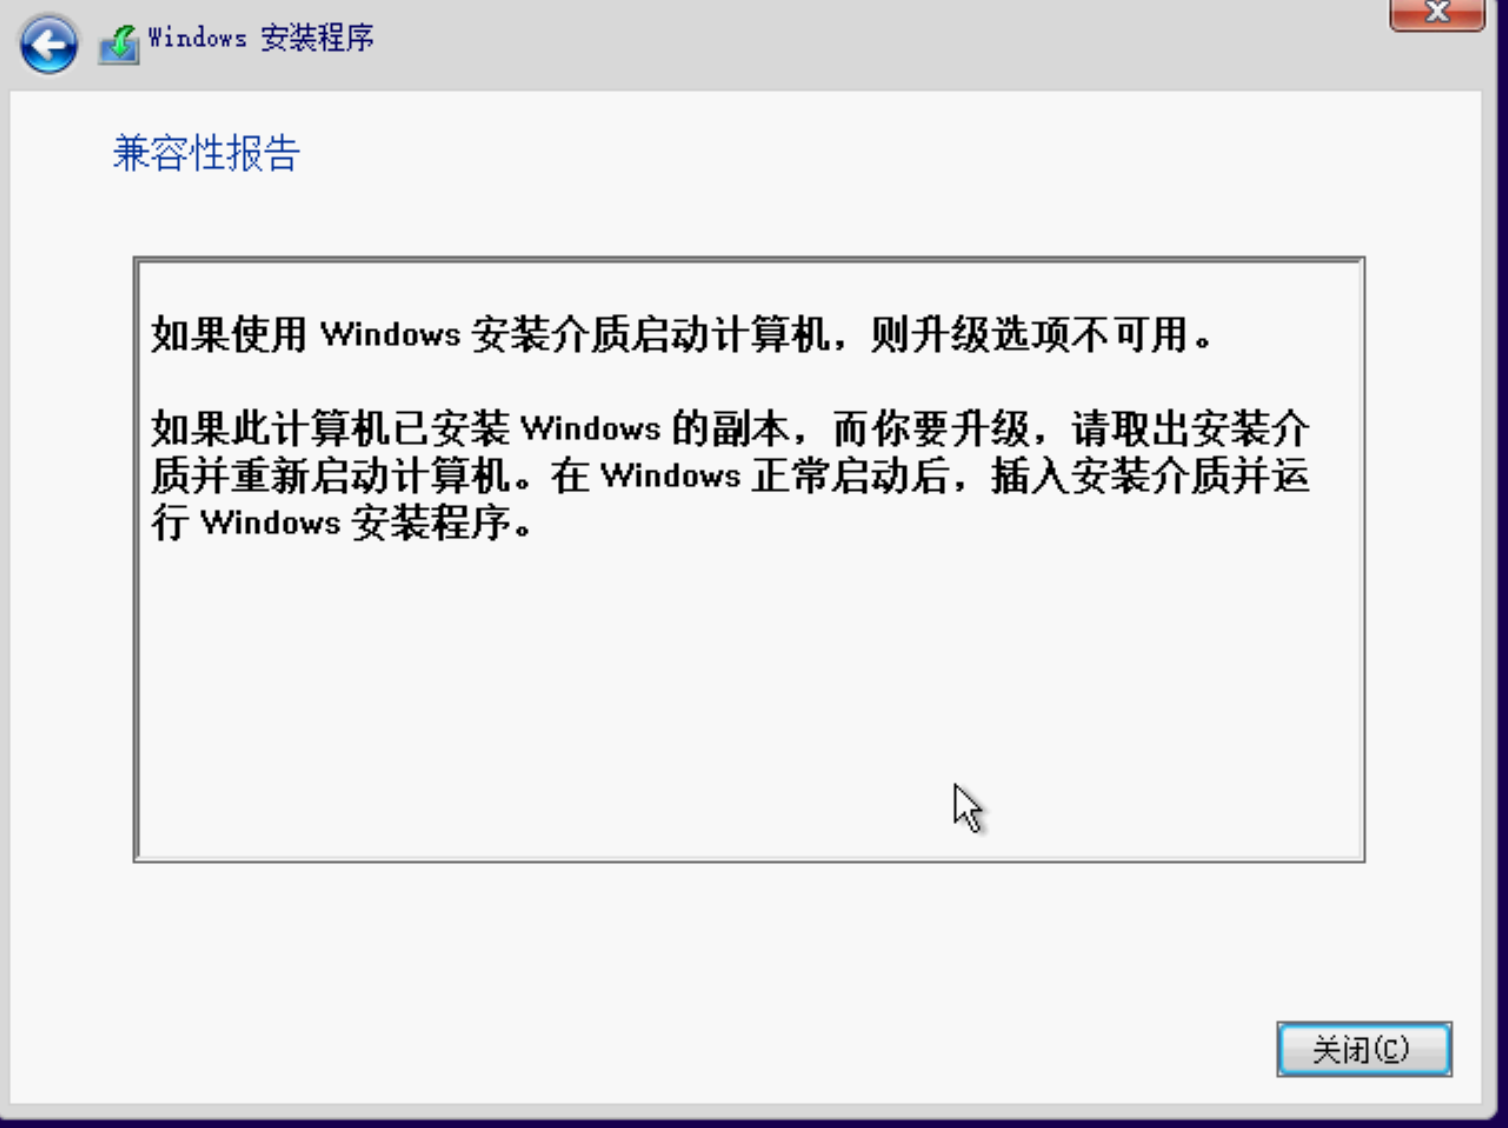 Windows 安装程序
兼容性报告
如果使用 Windows 安装介质启动计算机，则升级选项不可用。
如果此计算机已安装 Windows 的副本，而你要升级，请取出安装介
质并重新启动计算机。在 Windows 正常启动后，插入安装介质并运
行 Windows 安装程序。
关闭(C)